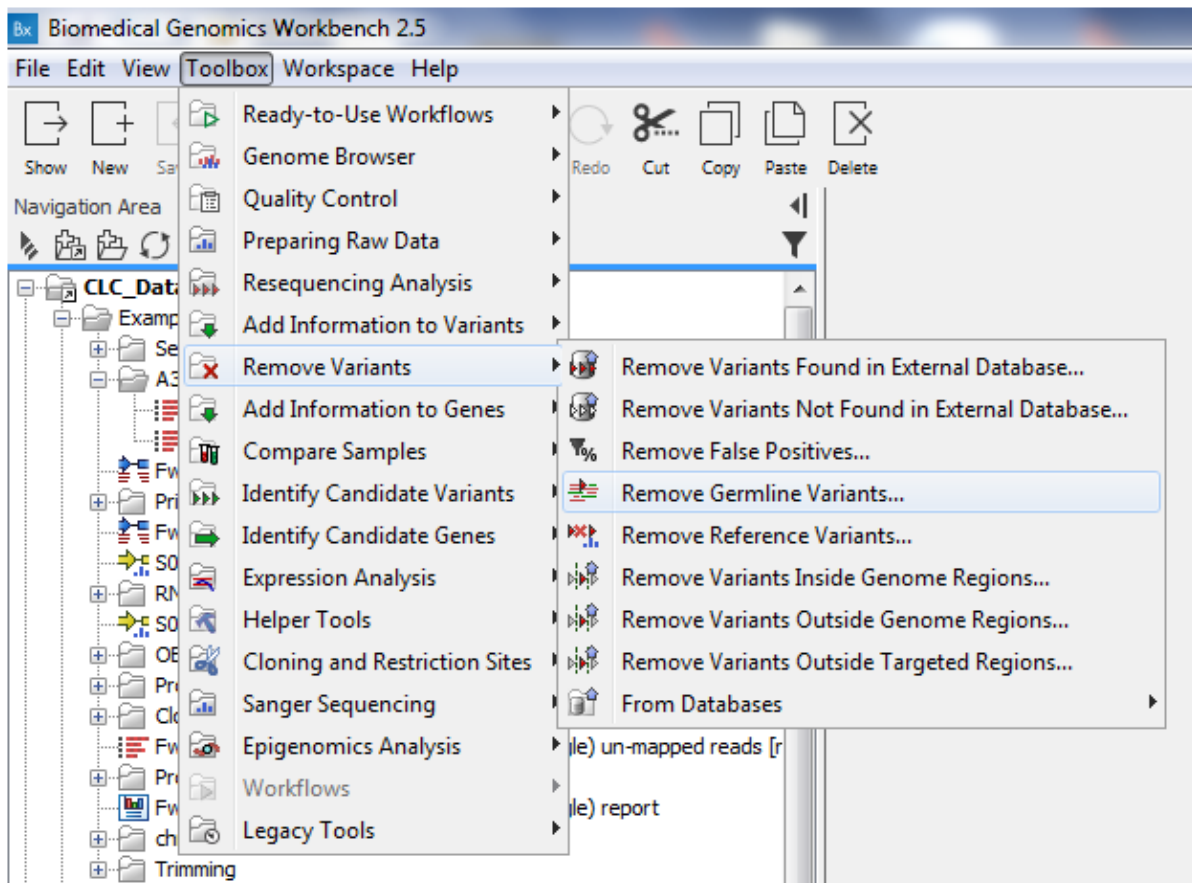 Bx Biomedical Genomics Workbench 2.5
File Edit View Toolbox Workspace Help
Show New Redo Cut Copy Paste Delete
Navigation Area
CLC_Data
Ready-to-Use Workflows
Genome Browser
Quality Control
Preparing Raw Data
Resequencing Analysis
Add Information to Variants
Remove Variants
Add Information to Genes
Compare Samples
Identify Candidate Variants
Identify Candidate Genes
Expression Analysis
Helper Tools
Cloning and Restriction Sites
Sanger Sequencing
Epigenomics Analysis
Workflows
Legacy Tools
Remove Variants Found in External Database...
Remove Variants Not Found in External Database...
% Remove False Positives...
Remove Germline Variants...
Remove Reference Variants...
Remove Variants Inside Genome Regions...
Remove Variants Outside Genome Regions...
Remove Variants Outside Targeted Regions...
From Databases
un-mapped reads [r
report
Trimming